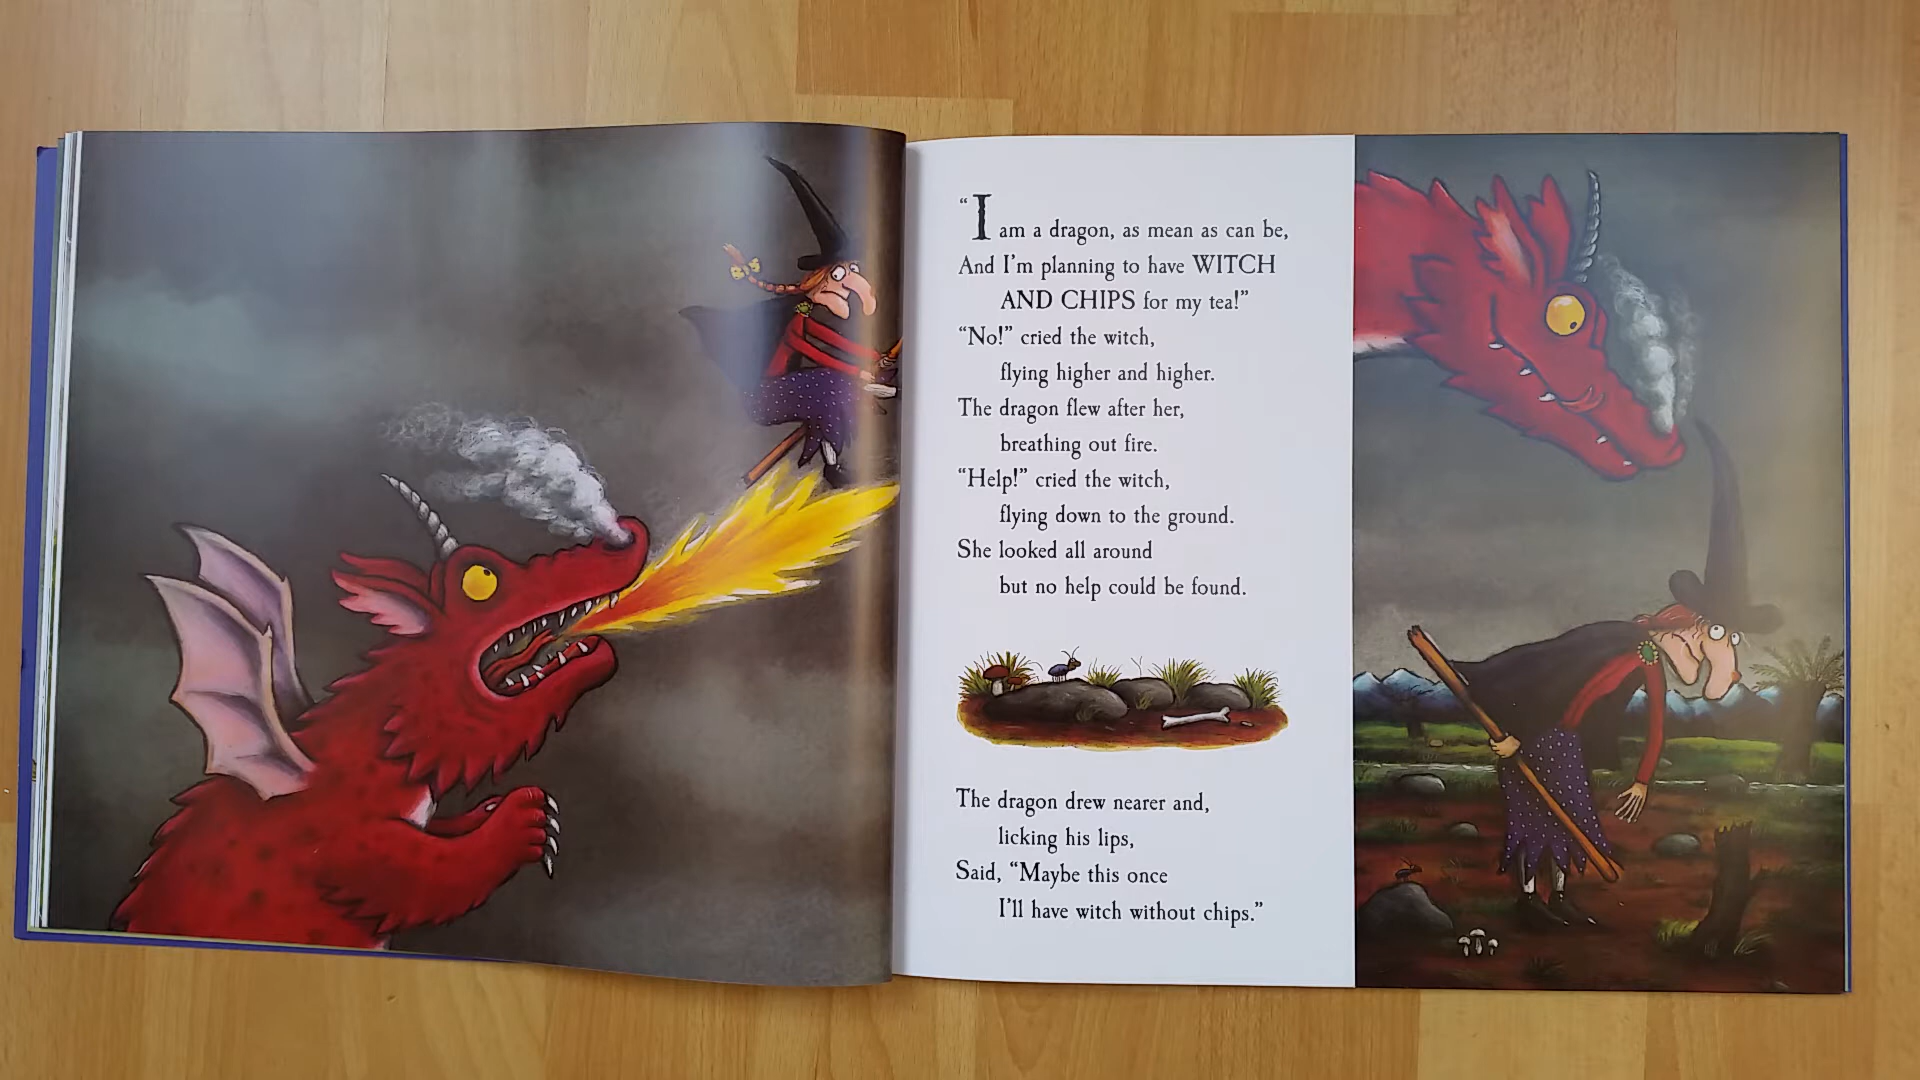 “I am a dragon, as mean as can be,
And I'm planning to have WITCH
AND CHIPS for my tea!”
“No!” cried the witch,
flying higher and higher.
The dragon flew after her,
breathing out fire.
“Help!” cried the witch,
flying down to the ground.
She looked all around
but no help could be found.
The dragon drew nearer and,
licking his lips,
Said, “Maybe this once
I'll have witch without chips.”